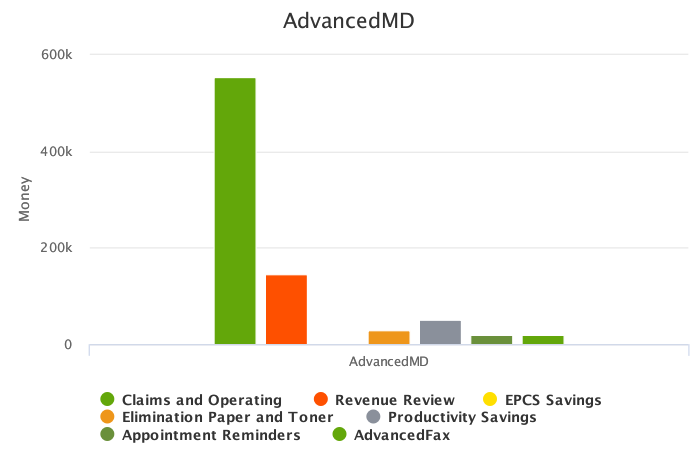 AdvancedMD
600k
400k
200k
0
Money
AdvancedMD
Claims and Operating Revenue Review EPCS Savings
Elimination Paper and Toner Productivity Savings
Appointment Reminders AdvancedFax